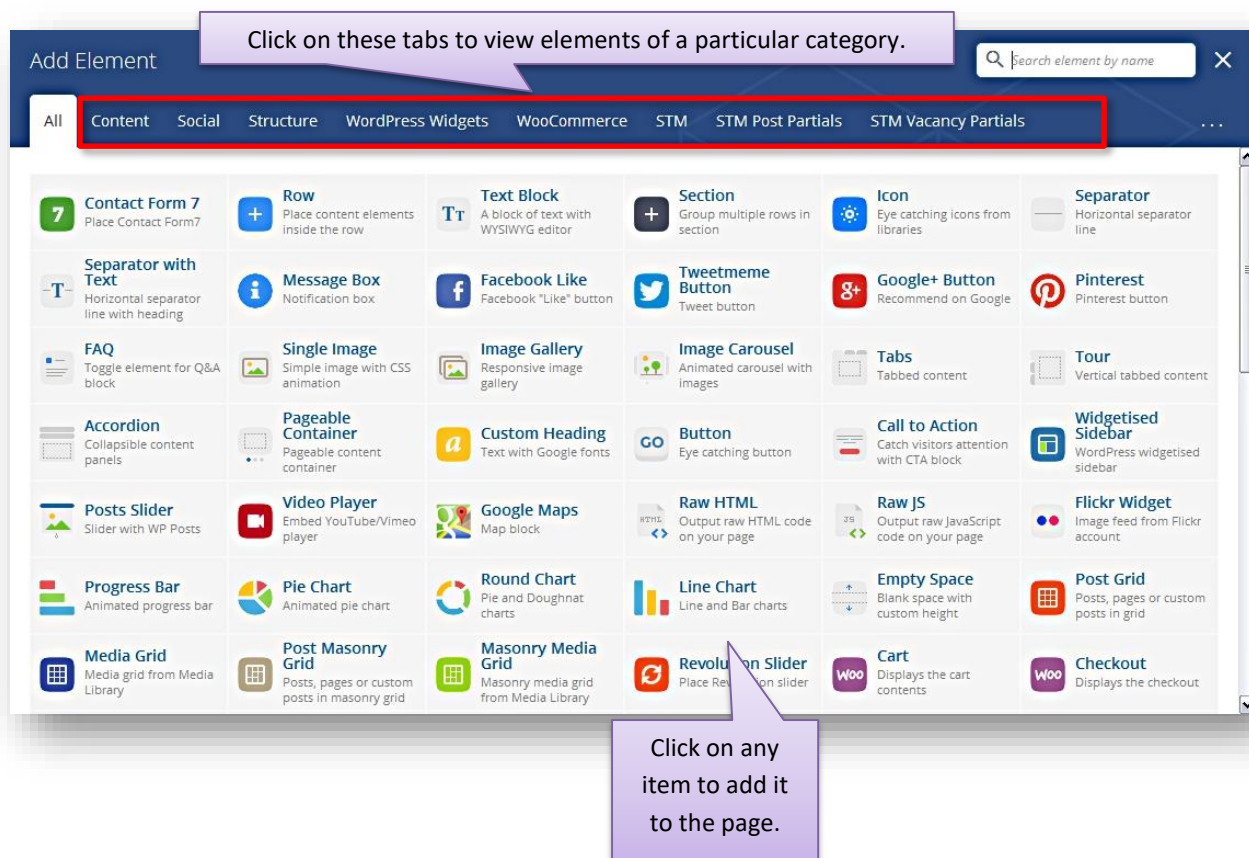 Click on these tabs to view elements of a particular category.
Add Element
Search element by name
All Content Social Structure WordPress Widgets WooCommerce STM STM Post Partials STM Vacancy Partials ...
7
Contact Form 7
Place Contact Form7
Row
Place content elements
inside the row
TT
Text Block
A block of text with
WYSIWYG editor
Section
Group multiple rows in
section
Icon
Eye catching icons from
libraries
Separator
Horizontal separator
line
-T-
Separator with
Text
Horizontal separator
line with heading
i
Message Box
Notification box
f
Facebook Like
Facebook "Like" button
Tweetmeme
Button
Tweet button
8+
Google+ Button
Recommend on Google
Pinterest
Pinterest button
FAQ
Toggle element for Q&A
block
Single Image
Simple image with CSS
animation
Image Gallery
Responsive image
gallery
Image Carousel
Animated carousel with
images
Tabs
Tabbed content
Tour
Vertical tabbed content
Accordion
Collapsible content
panels
Pageable
Container
Pageable content
container
a
Custom Heading
Text with Google fonts
GO
Button
Eye catching button
Call to Action
Catch visitors attention
with CTA block
Widgetised
Sidebar
WordPress widgetised
sidebar
Posts Slider
Slider with WP Posts
Video Player
Embed YouTube/Vimeo
player
Google Maps
Map block
HTML
Raw HTML
Output raw HTML code
on your page
JS
Raw JS
Output raw JavaScript
code on your page
Flickr Widget
Image feed from Flickr
account
Progress Bar
Animated progress bar
Pie Chart
Animated pie chart
Round Chart
Pie and Doughnat
charts
Line Chart
Line and Bar charts
Empty Space
Blank space with
custom height
Post Grid
Posts, pages or custom
posts in grid
Media Grid
Media grid from Media
Library
Post Masonry
Grid
Posts, pages or custom
posts in masonry grid
Masonry Media
Grid
Masonry media grid
from Media Library
Revolution Slider
Place Revolution slider
Woo
Cart
Displays the cart
contents
Woo
Checkout
Displays the checkout
Click on any
item to add it
to the page.